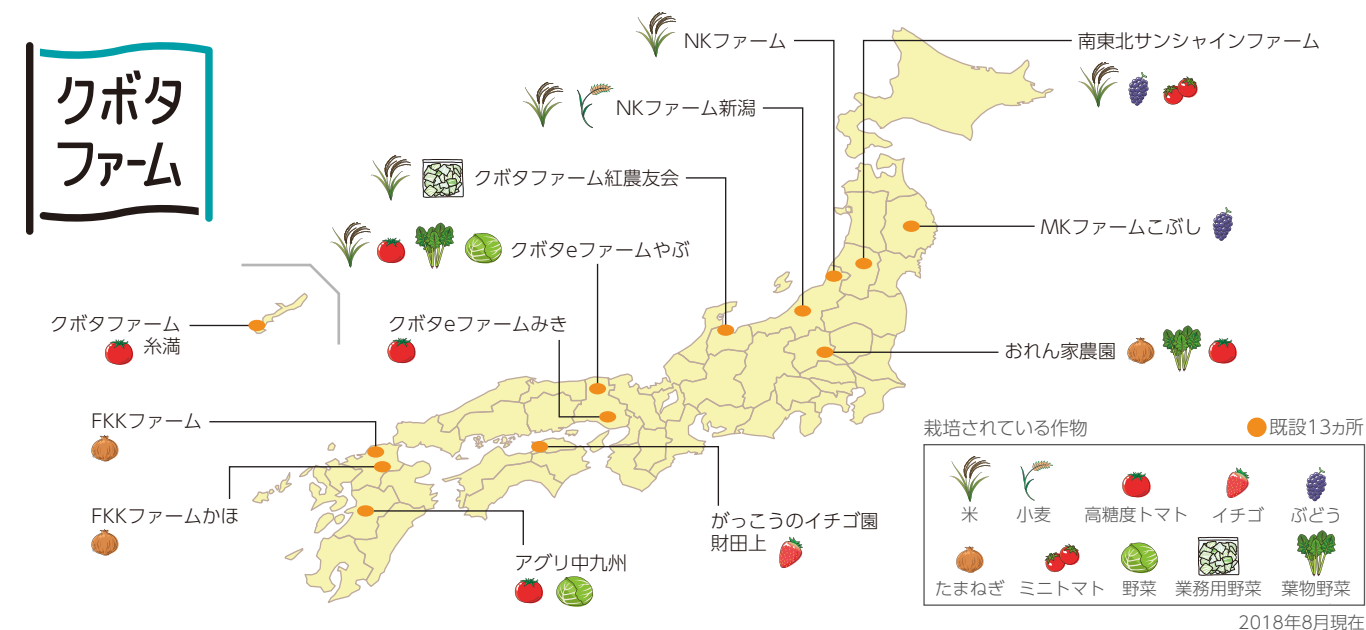 クボタ
ファーム
NKファーム
南東北サンシャインファーム
NKファーム新潟
クボタファーム紅農友会
MKファームこぶし
クボタeファームやぶ
クボタファーム
糸満
クボタeファームみき
おれん家農園
FKKファーム
FKKファームかほ
アグリ中九州
がっこうのイチゴ園
財田上
栽培されている作物
既設13ヵ所
米
小麦
高糖度トマト
イチゴ
ぶどう
たまねぎ
ミニトマト
野菜
業務用野菜
葉物野菜
2018年8月現在